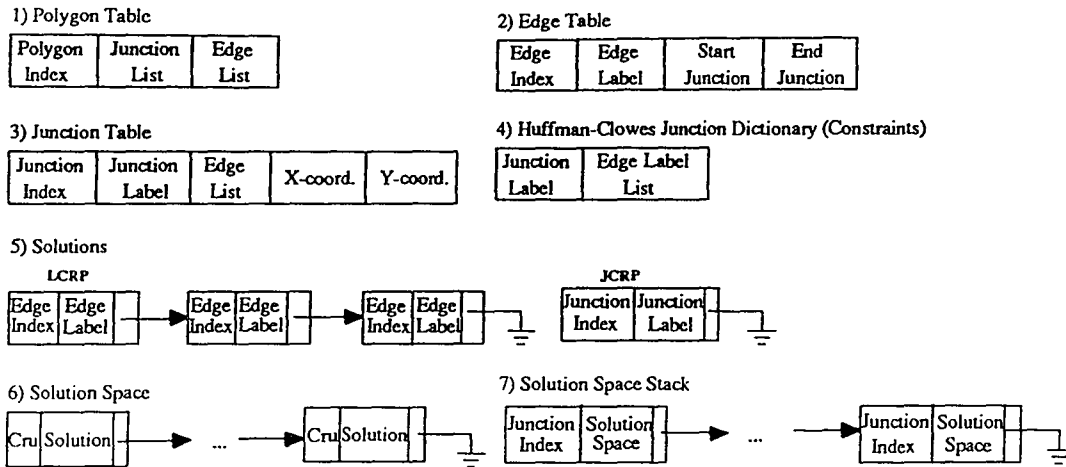 1) Polygon Table
Polygon Index
Junction List
Edge List
2) Edge Table
Edge Index
Edge Label
Start Junction
End Junction
3) Junction Table
Junction Index
Junction Label
Edge List
X-coord.
Y-coord.
4) Huffman-Clowes Junction Dictionary (Constraints)
Junction Label
Edge Label List
5) Solutions
LCRP
Edge Index
Edge Label
Edge Index
Edge Label
Edge Index
Edge Label
JCRP
Junction Index
Junction Label
6) Solution Space
Cru
Solution
...
Cru
Solution
7) Solution Space Stack
Junction Index
Solution Space
...
Junction Index
Solution Space